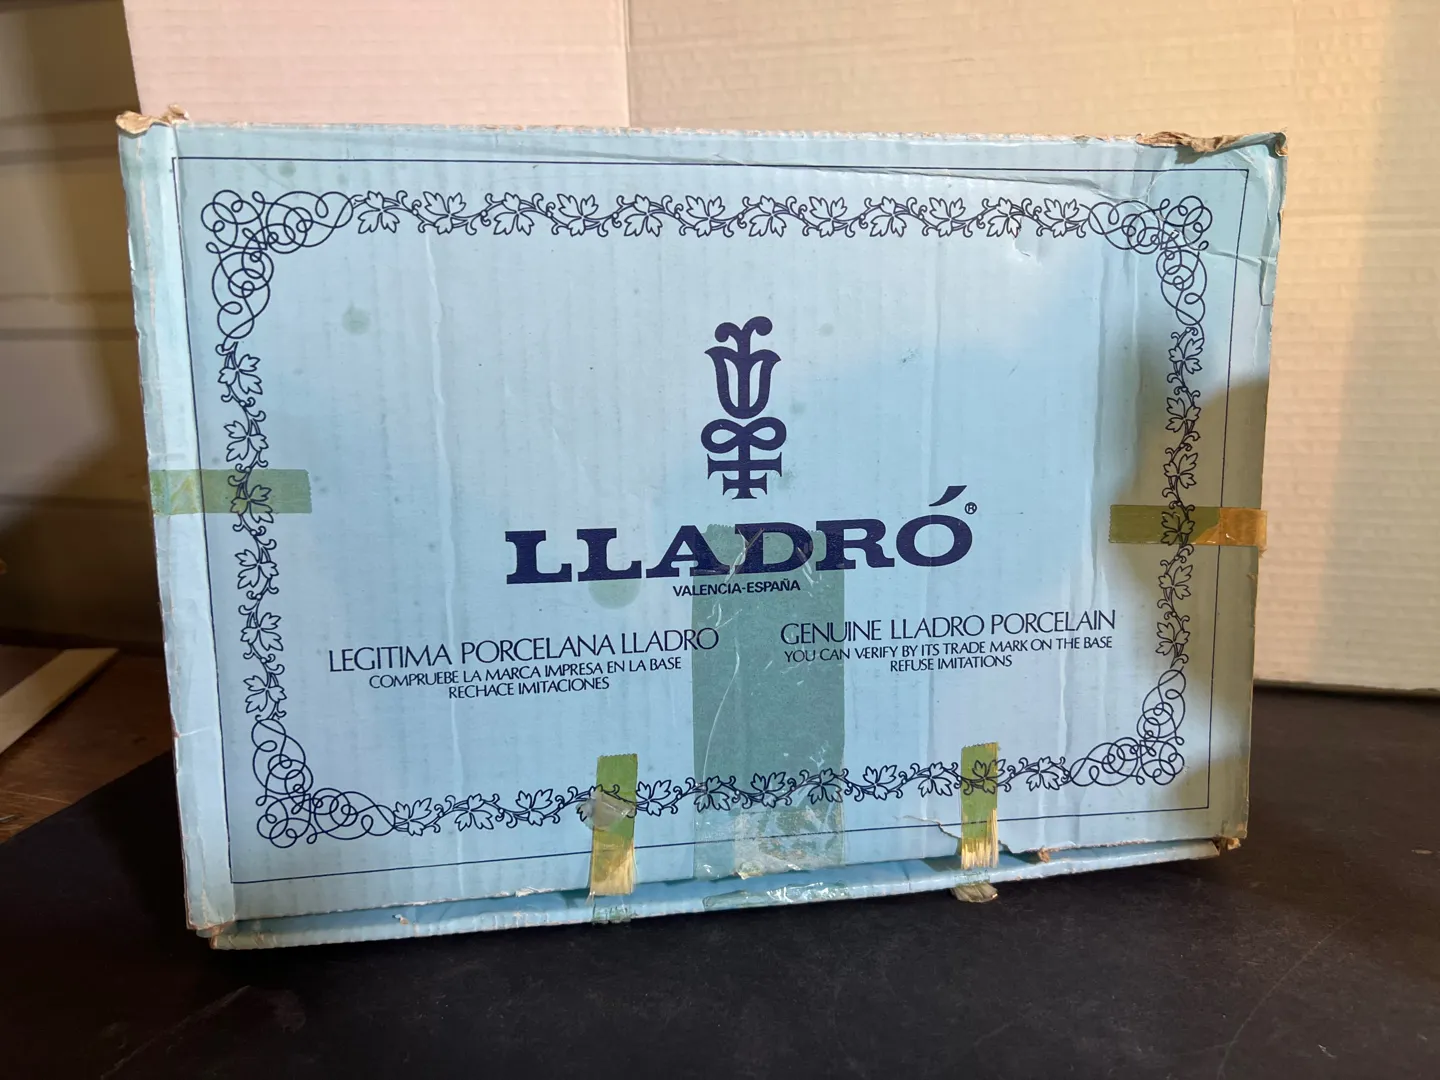 LLADRÓ®
VALENCIA-ESPAÑA
LEGITIMA PORCELANA LLADRO
COMPRUEBE LA MARCA IMPRESA EN LA BASE
RECHACE IMITACIONES
GENUINE LLADRO PORCELAIN
YOU CAN VERIFY BY ITS TRADE MARK ON THE BASE
REFUSE IMITATIONS